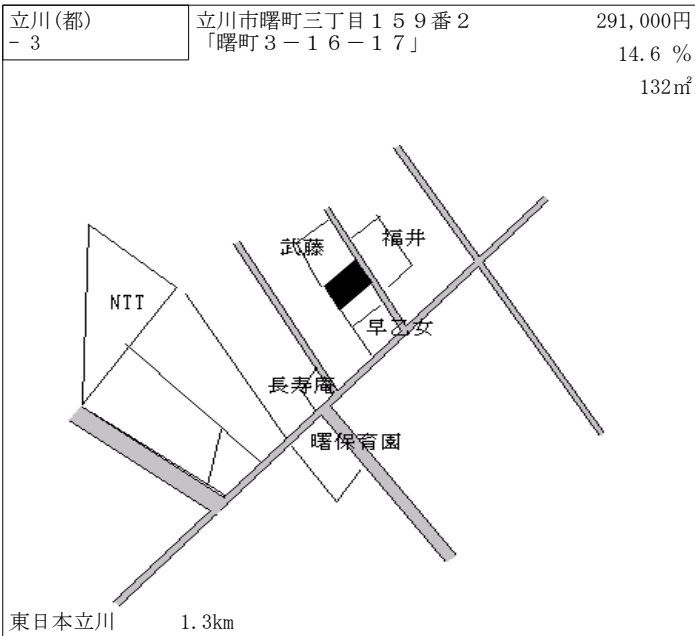 立川(都)
- 3
立川市曙町三丁目１５９番２
「曙町３－１６－１７」
291,000円
14.6 %
132㎡
武藤
福井
NTT
早乙女
長寿庵
曙保育園
東日本立川 1.3km